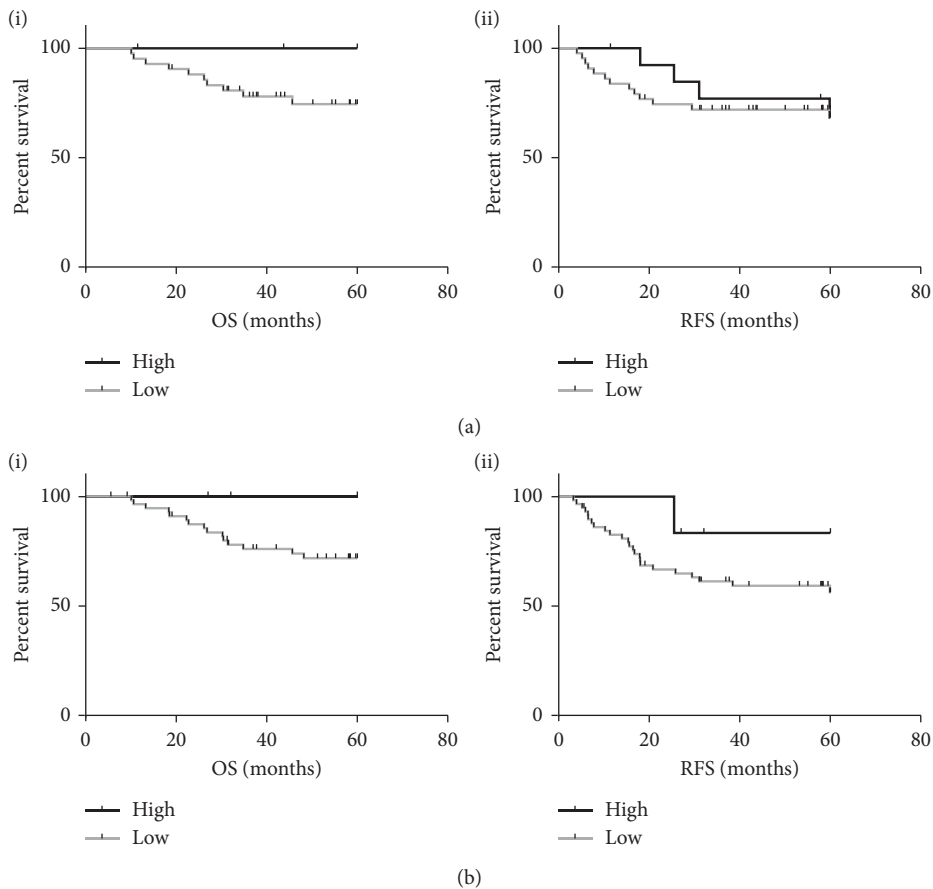 (i)
100
50
0
Percent survival
0 20 40 60 80
OS (months)
High
Low
(ii)
100
50
0
Percent survival
0 20 40 60 80
RFS (months)
High
Low
(a)
(i)
100
50
0
Percent survival
0 20 40 60 80
OS (months)
High
Low
(ii)
100
50
0
Percent survival
0 20 40 60 80
RFS (months)
High
Low
(b)